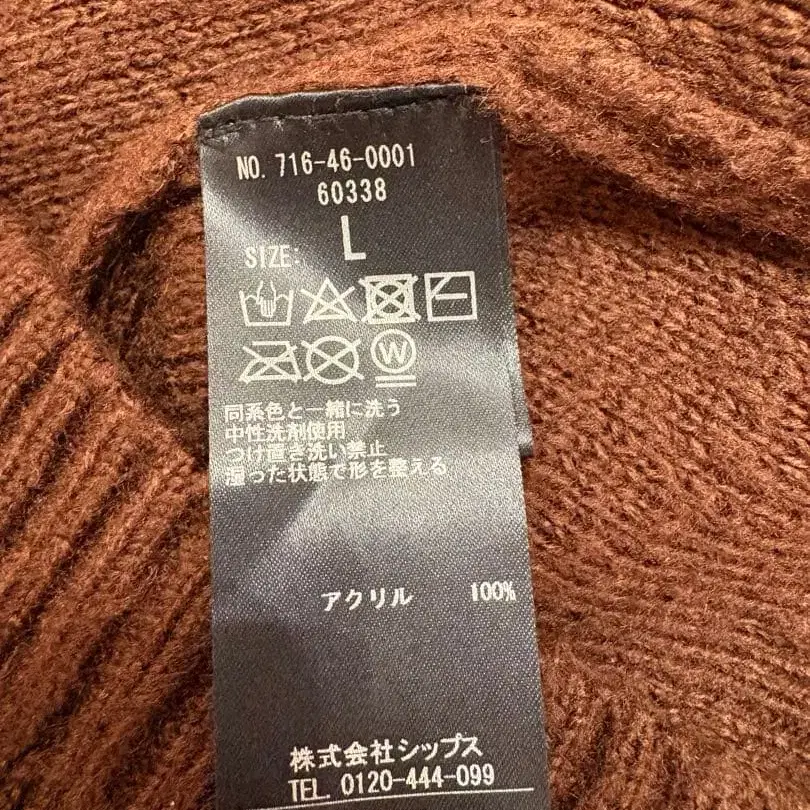 NO. 716-46-0001
60338
SIZE: L
W
同系色と一緒に洗う
中性洗剤使用
つけ置き洗い禁止
湿った状態で形を整える
アクリル 100%
株式会社シップス
TEL. 0120-444-099